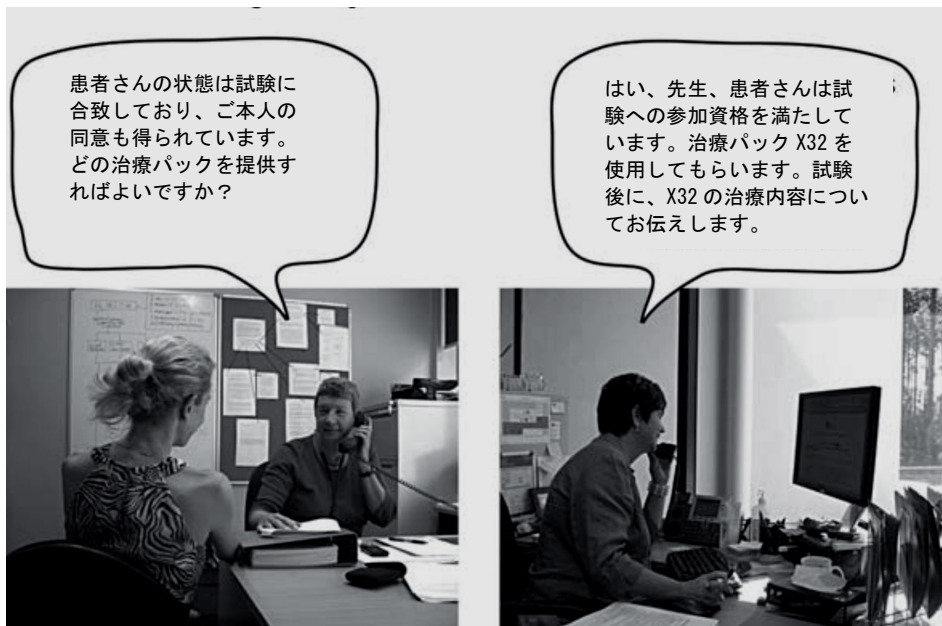 患者さんの状態は試験に
合致しており、ご本人の
同意も得られています。
どの治療パックを提供す
ればよいですか？
はい、先生、患者さんは試
験への参加資格を満たして
います。治療パック X32 を
使用してもらいます。試験
後に、X32 の治療内容につい
てお伝えします。